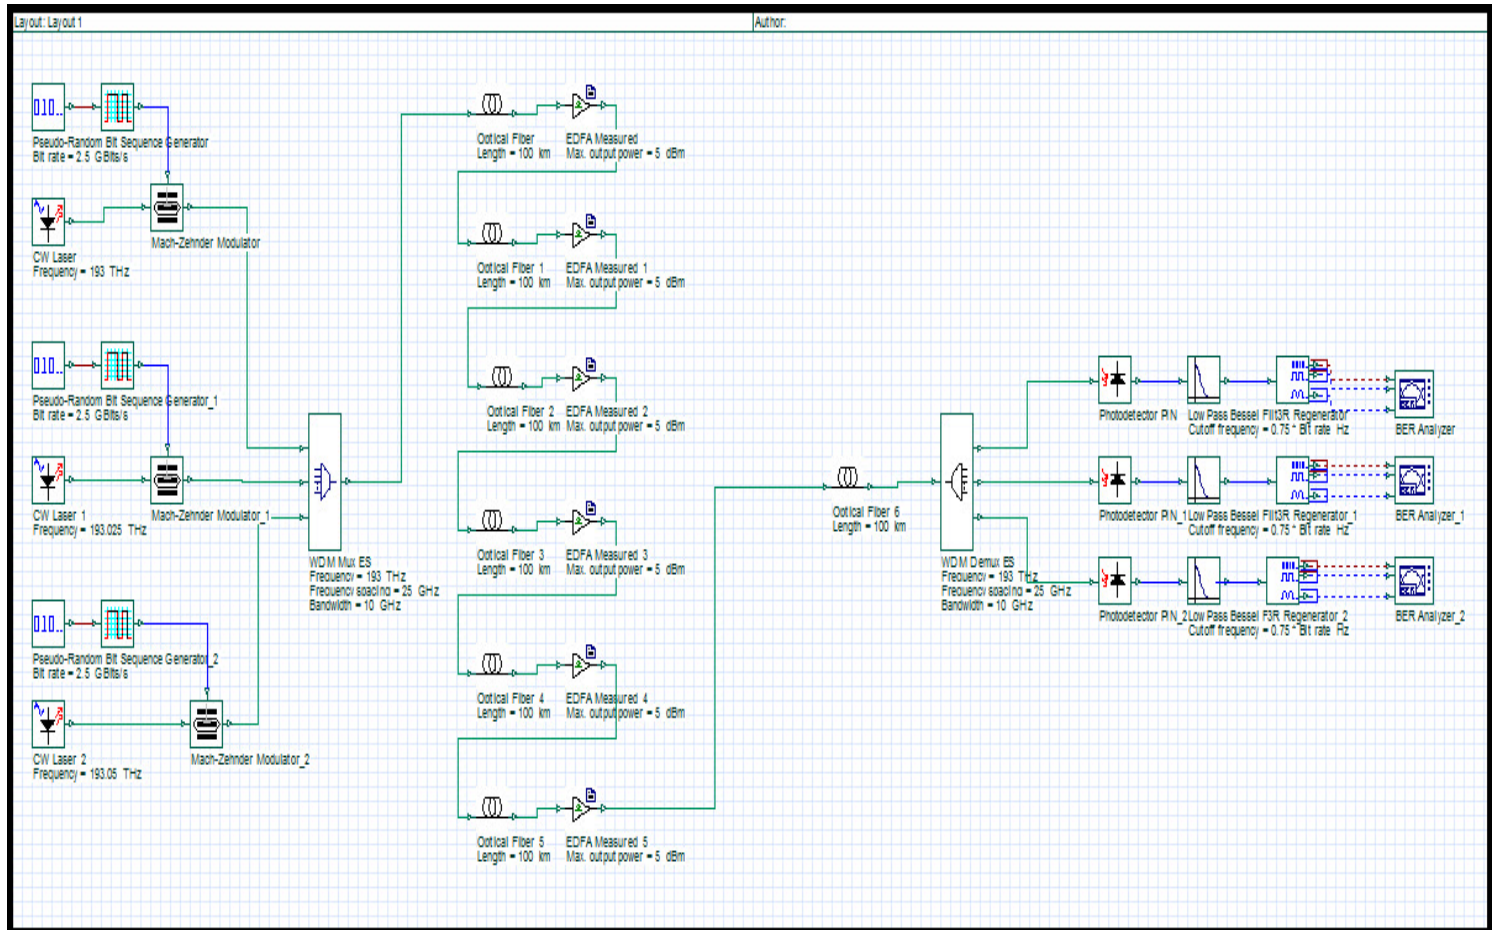 Layout: Layout 1
Author:
Pseudo-Random Bit Sequence Generator
Bit rate = 2.5 GBits/s
Mach-Zehnder Modulator
CW Laser
Frequency = 193 THz
Pseudo-Random Bit Sequence Generator_1
Bit rate = 2.5 GBits/s
CW Laser 1
Frequency = 193.025 THz
Mach-Zehnder Modulator_1
Pseudo-Random Bit Sequence Generator_2
Bit rate = 2.5 GBits/s
CW Laser 2
Frequency = 193.05 THz
Mach-Zehnder Modulator_2
WDM Mux ES
Frequency = 193 THz
Frequency spacing = 25 GHz
Bandwidth = 10 GHz
Optical Fiber
Length = 100 km
EDFA Measured
Max. output power = 5 dBm
Optical Fiber 1
Length = 100 km
EDFA Measured 1
Max. output power = 5 dBm
Optical Fiber 2
Length = 100 km
EDFA Measured 2
Max. output power = 5 dBm
Optical Fiber 3
Length = 100 km
EDFA Measured 3
Max. output power = 5 dBm
Optical Fiber 4
Length = 100 km
EDFA Measured 4
Max. output power = 5 dBm
Optical Fiber 5
Length = 100 km
EDFA Measured 5
Max. output power = 5 dBm
Optical Fiber 6
Length = 100 km
WDM Demux ES
Frequency = 193 THz
Frequency spacing = 25 GHz
Bandwidth = 10 GHz
Photodetector PIN
Low Pass Bessel Filt
3R Regenerator
Cutoff frequency = 0.75 * Bit rate Hz
BER Analyzer
Photodetector PIN_1
Low Pass Bessel Filt
3R Regenerator_1
Cutoff frequency = 0.75 * Bit rate Hz
BER Analyzer_1
Photodetector PIN_2
Low Pass Bessel F
3R Regenerator_2
Cutoff frequency = 0.75 * Bit rate Hz
BER Analyzer_2